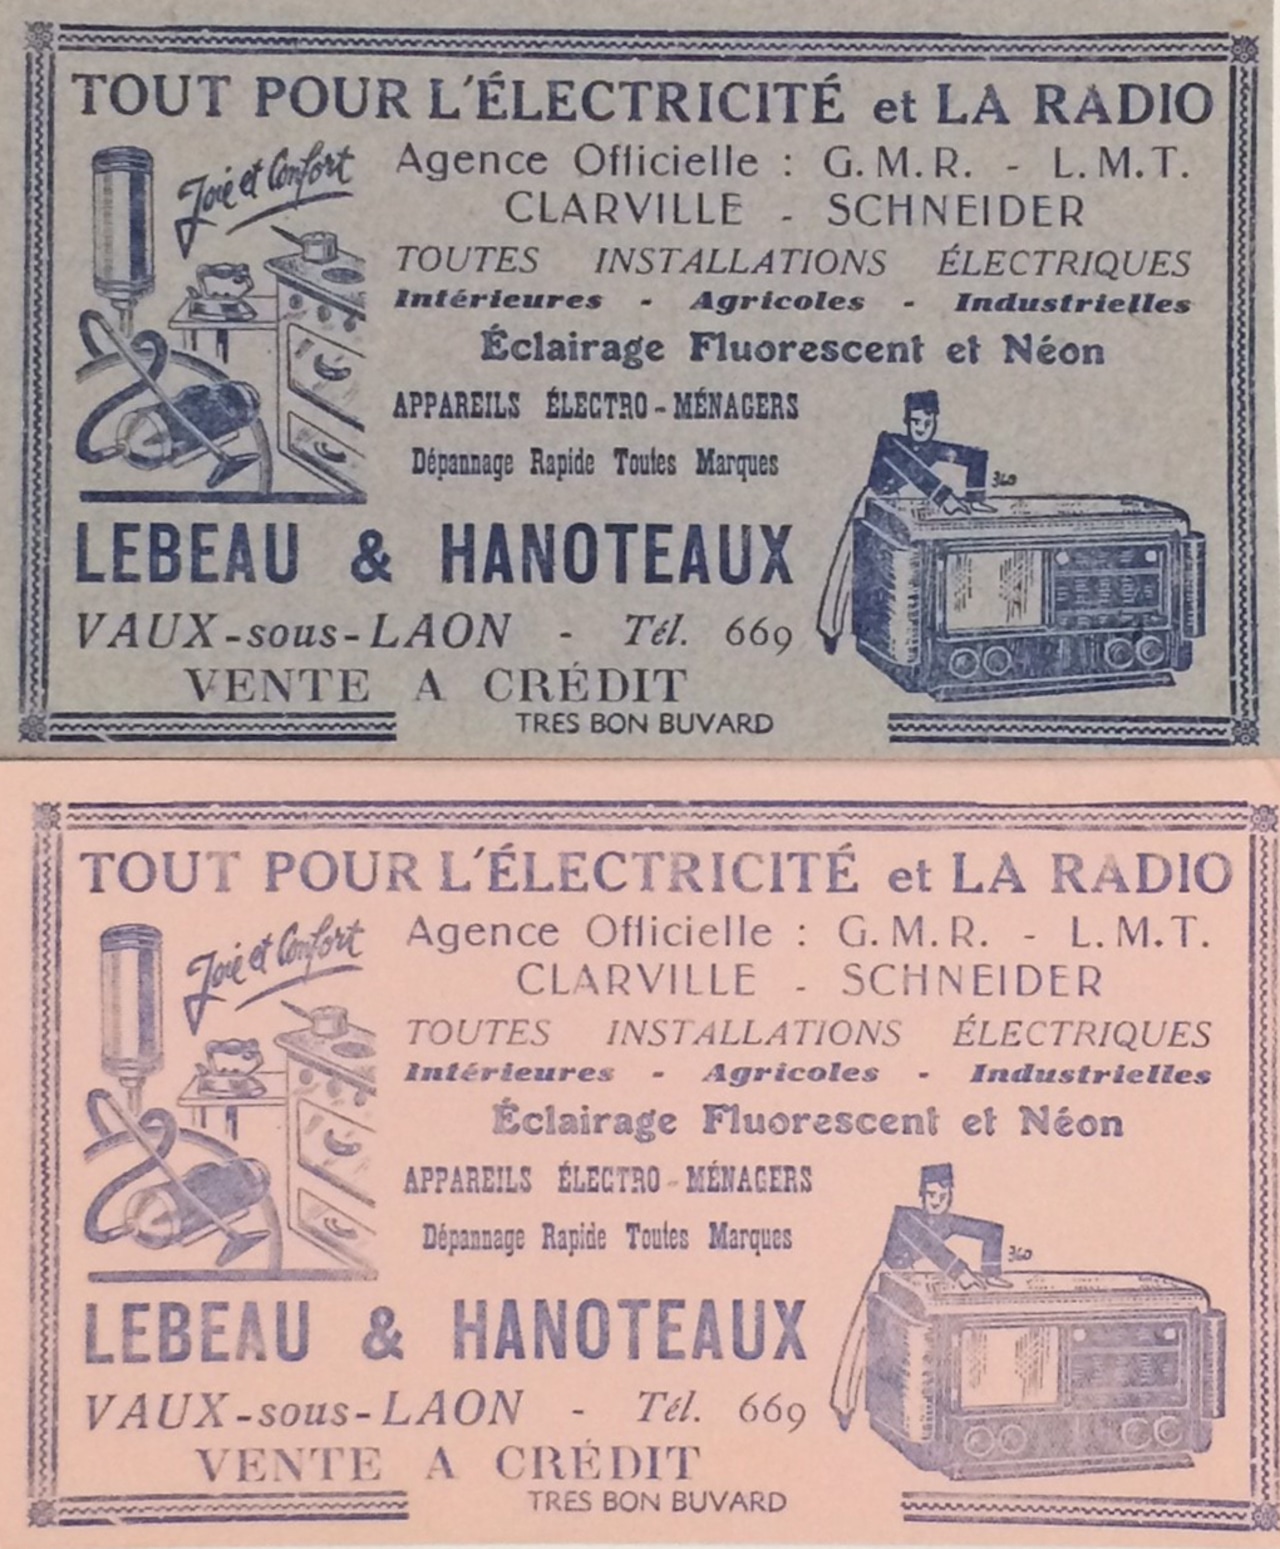 TOUT POUR L'ÉLECTRICITÉ et LA RADIO
Joie et Confort
Agence Officielle : G. M. R. - L. M. T.
CLARVILLE - SCHNEIDER
TOUTES INSTALLATIONS ÉLECTRIQUES
Intérieures - Agricoles - Industrielles
Éclairage Fluorescent et Néon
APPAREILS ÉLECTRO-MÉNAGERS
Dépannage Rapide Toutes Marques
360
LEBEAU & HANOTEAUX
VAUX-sous-LAON - Tél. 669
VENTE A CRÉDIT
TRES BON BUVARD
TOUT POUR L'ÉLECTRICITÉ et LA RADIO
Joie et Confort
Agence Officielle : G. M. R. - L. M. T.
CLARVILLE - SCHNEIDER
TOUTES INSTALLATIONS ÉLECTRIQUES
Intérieures - Agricoles - Industrielles
Éclairage Fluorescent et Néon
APPAREILS ÉLECTRO-MÉNAGERS
Dépannage Rapide Toutes Marques
360
LEBEAU & HANOTEAUX
VAUX-sous-LAON - Tél. 669
VENTE A CRÉDIT
TRES BON BUVARD